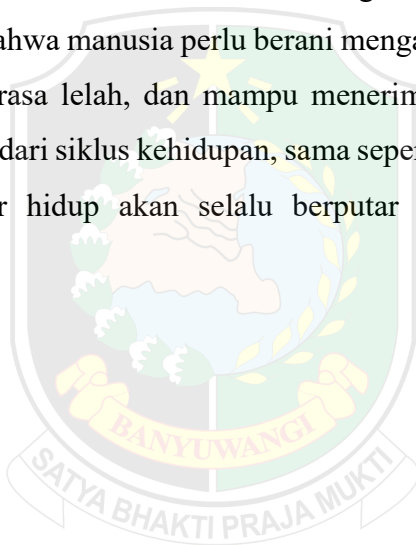 ahwa manusia perlu berani menga
rasa lelah, dan mampu menerim
dari siklus kehidupan, sama seper
r hidup akan selalu berputar
BANYUWANGI
SATYA BHAKTI PRAJA MUKTI